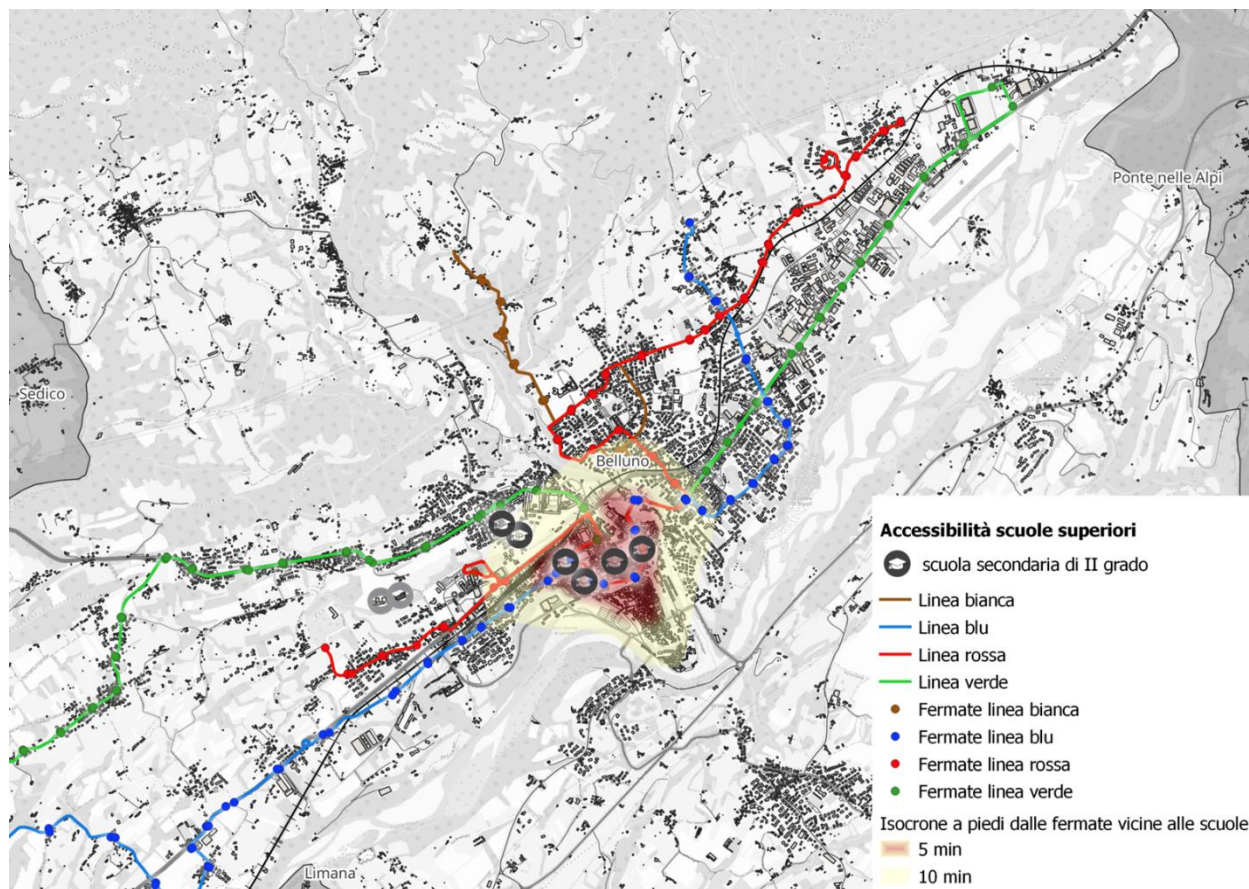 Ponte nelle Alpi
Sedico
Belluno
Limana
Accessibilità scuole superiori
scuola secondaria di II grado
Linea bianca
Linea blu
Linea rossa
Linea verde
Fermate linea bianca
Fermate linea blu
Fermate linea rossa
Fermate linea verde
Isocrone a piedi dalle fermate vicine alle scuole
5 min
10 min